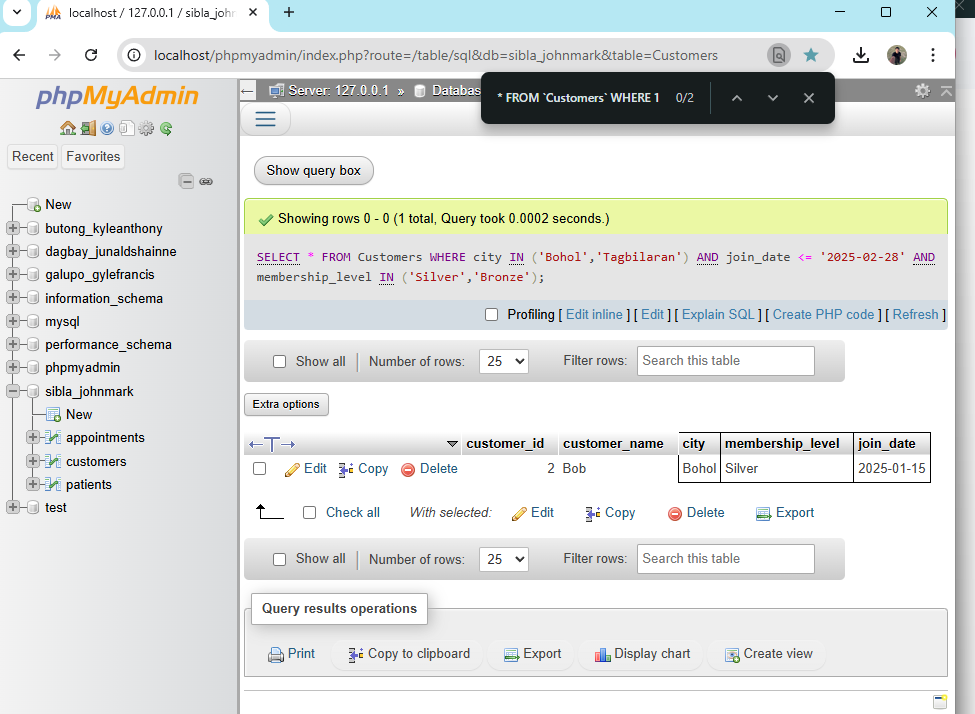 localhost / 127.0.0.1 / sibla_john
localhost/phpmyadmin/index.php?route=/table/sql&db=sibla_johnmark&table=Customers
phpMyAdmin
Recent
Favorites
New
butong_kyleanthony
dagbay_junaldshainne
galupo_gylefrancis
information_schema
mysql
performance_schema
phpmyadmin
sibla_johnmark
New
appointments
customers
patients
test
Server: 127.0.0.1 » Databas
* FROM `Customers` WHERE 1 0/2
Show query box
Showing rows 0 - 0 (1 total, Query took 0.0002 seconds.)
SELECT * FROM Customers WHERE city IN ('Bohol','Tagbilaran') AND join_date <= '2025-02-28' AND
membership_level IN ('Silver','Bronze');
Profiling [ Edit inline ] [ Edit ] [ Explain SQL ] [ Create PHP code ] [ Refresh ]
Show all Number of rows: 25 Filter rows: Search this table
Extra options
←T→ customer_id customer_name city membership_level join_date
Edit Copy Delete 2 Bob Bohol Silver 2025-01-15
Check all With selected: Edit Copy Delete Export
Show all Number of rows: 25 Filter rows: Search this table
Query results operations
Print Copy to clipboard Export Display chart Create view